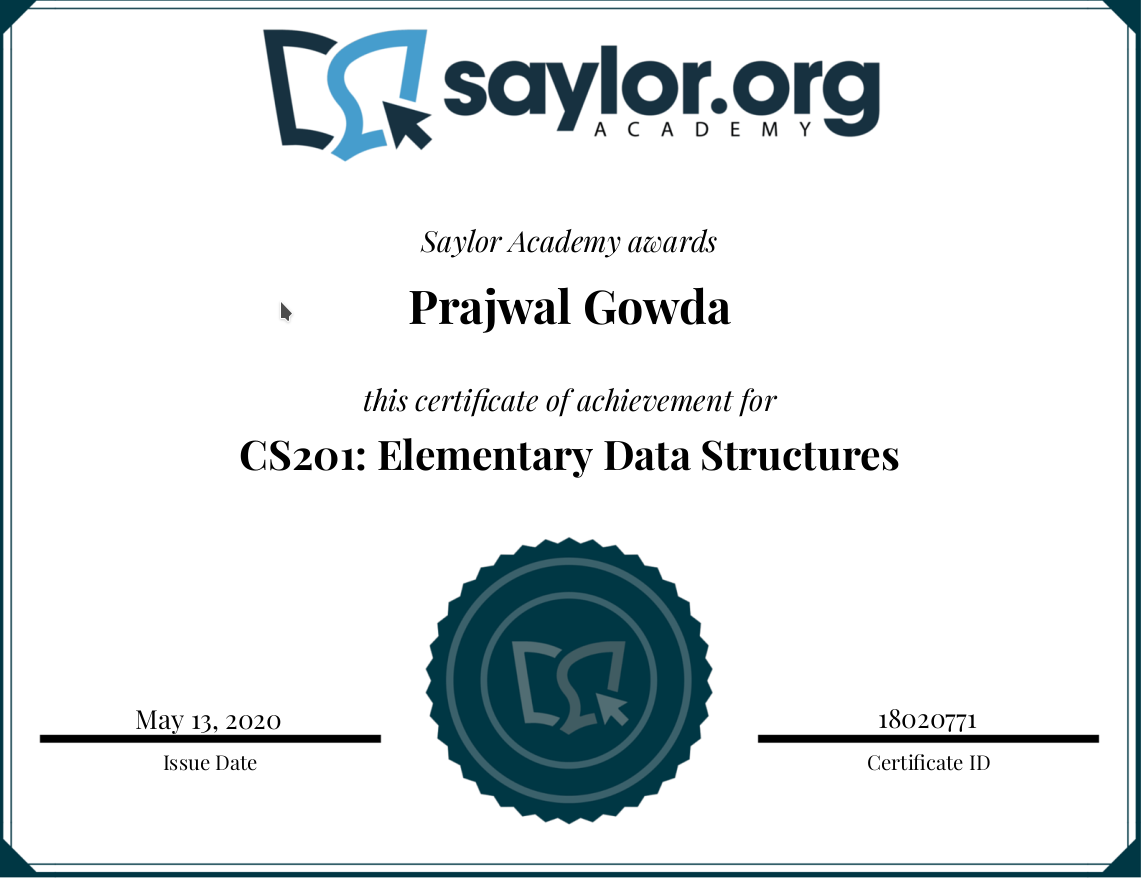 saylor.org
ACADEMY
Saylor Academy awards
Prajwal Gowda
this certificate of achievement for
CS201: Elementary Data Structures
May 13, 2020
18020771
Issue Date
Certificate ID